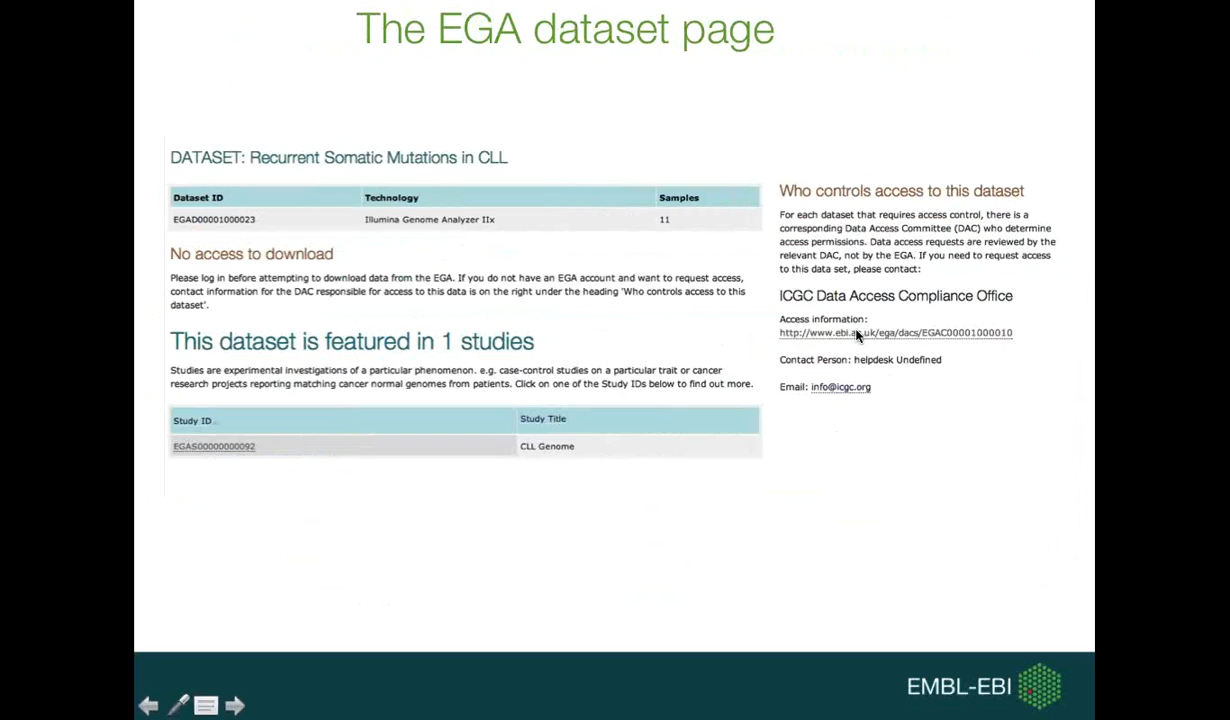 The EGA dataset page
DATASET: Recurrent Somatic Mutations in CLL
Dataset ID Technology Samples
EGAD00001000023 Illumina Genome Analyzer IIx 11
No access to download
Please log in before attempting to download data from the EGA. If you do not have an EGA account and want to request access,
contact information for the DAC responsible for access to this data is on the right under the heading 'Who controls access to this
dataset'.
This dataset is featured in 1 studies
Studies are experimental investigations of a particular phenomenon. e.g. case-control studies on a particular trait or cancer
research projects reporting matching cancer normal genomes from patients. Click on one of the Study IDs below to find out more.
Study ID Study Title
EGAS00000000092 CLL Genome
Who controls access to this dataset
For each dataset that requires access control, there is a
corresponding Data Access Committee (DAC) who determine
access permissions. Data access requests are reviewed by the
relevant DAC, not by the EGA. If you need to request access
to this data set, please contact:
ICGC Data Access Compliance Office
Access information:
http://www.ebi.ac.uk/ega/dacs/EGAC00001000010
Contact Person: helpdesk Undefined
Email: info@icgc.org
EMBL-EBI